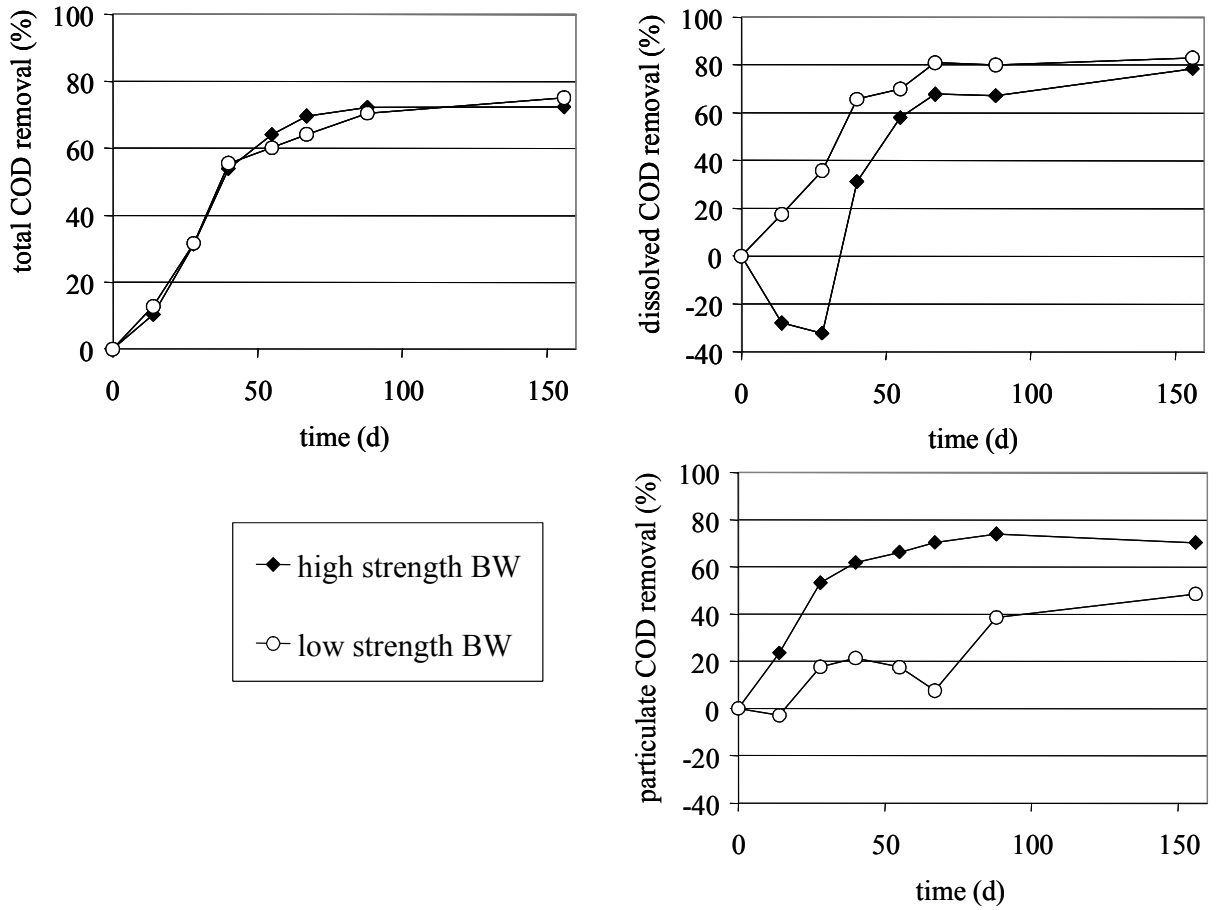 total COD removal (%)
100
80
60
40
20
0
0 50 100 150
time (d)
dissolved COD removal (%)
100
80
60
40
20
0
-20
-40
0 50 100 150
time (d)
high strength BW
low strength BW
particulate COD removal (%)
100
80
60
40
20
0
-20
-40
0 50 100 150
time (d)